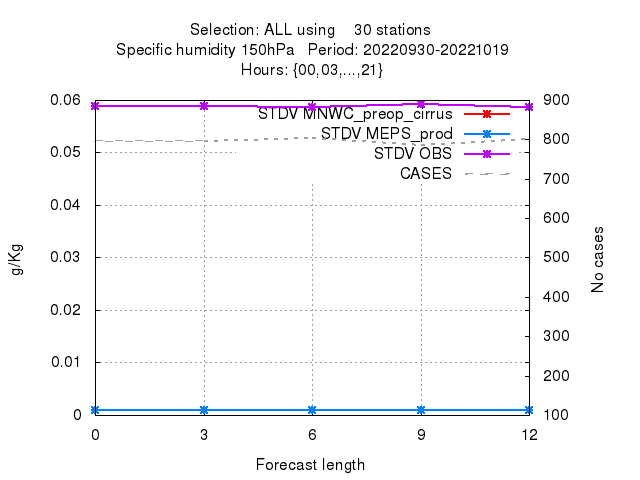 Selection: ALL using 30 stations
Specific humidity 150hPa Period: 20220930-20221019
Hours: {00,03,...,21}
STDV MNWC_preop_cirrus
STDV MEPS_prod
STDV OBS
CASES
0.06
0.05
0.04
0.03
0.02
0.01
0
g/Kg
900
800
700
600
500
400
300
200
100
No cases
0 3 6 9 12
Forecast length